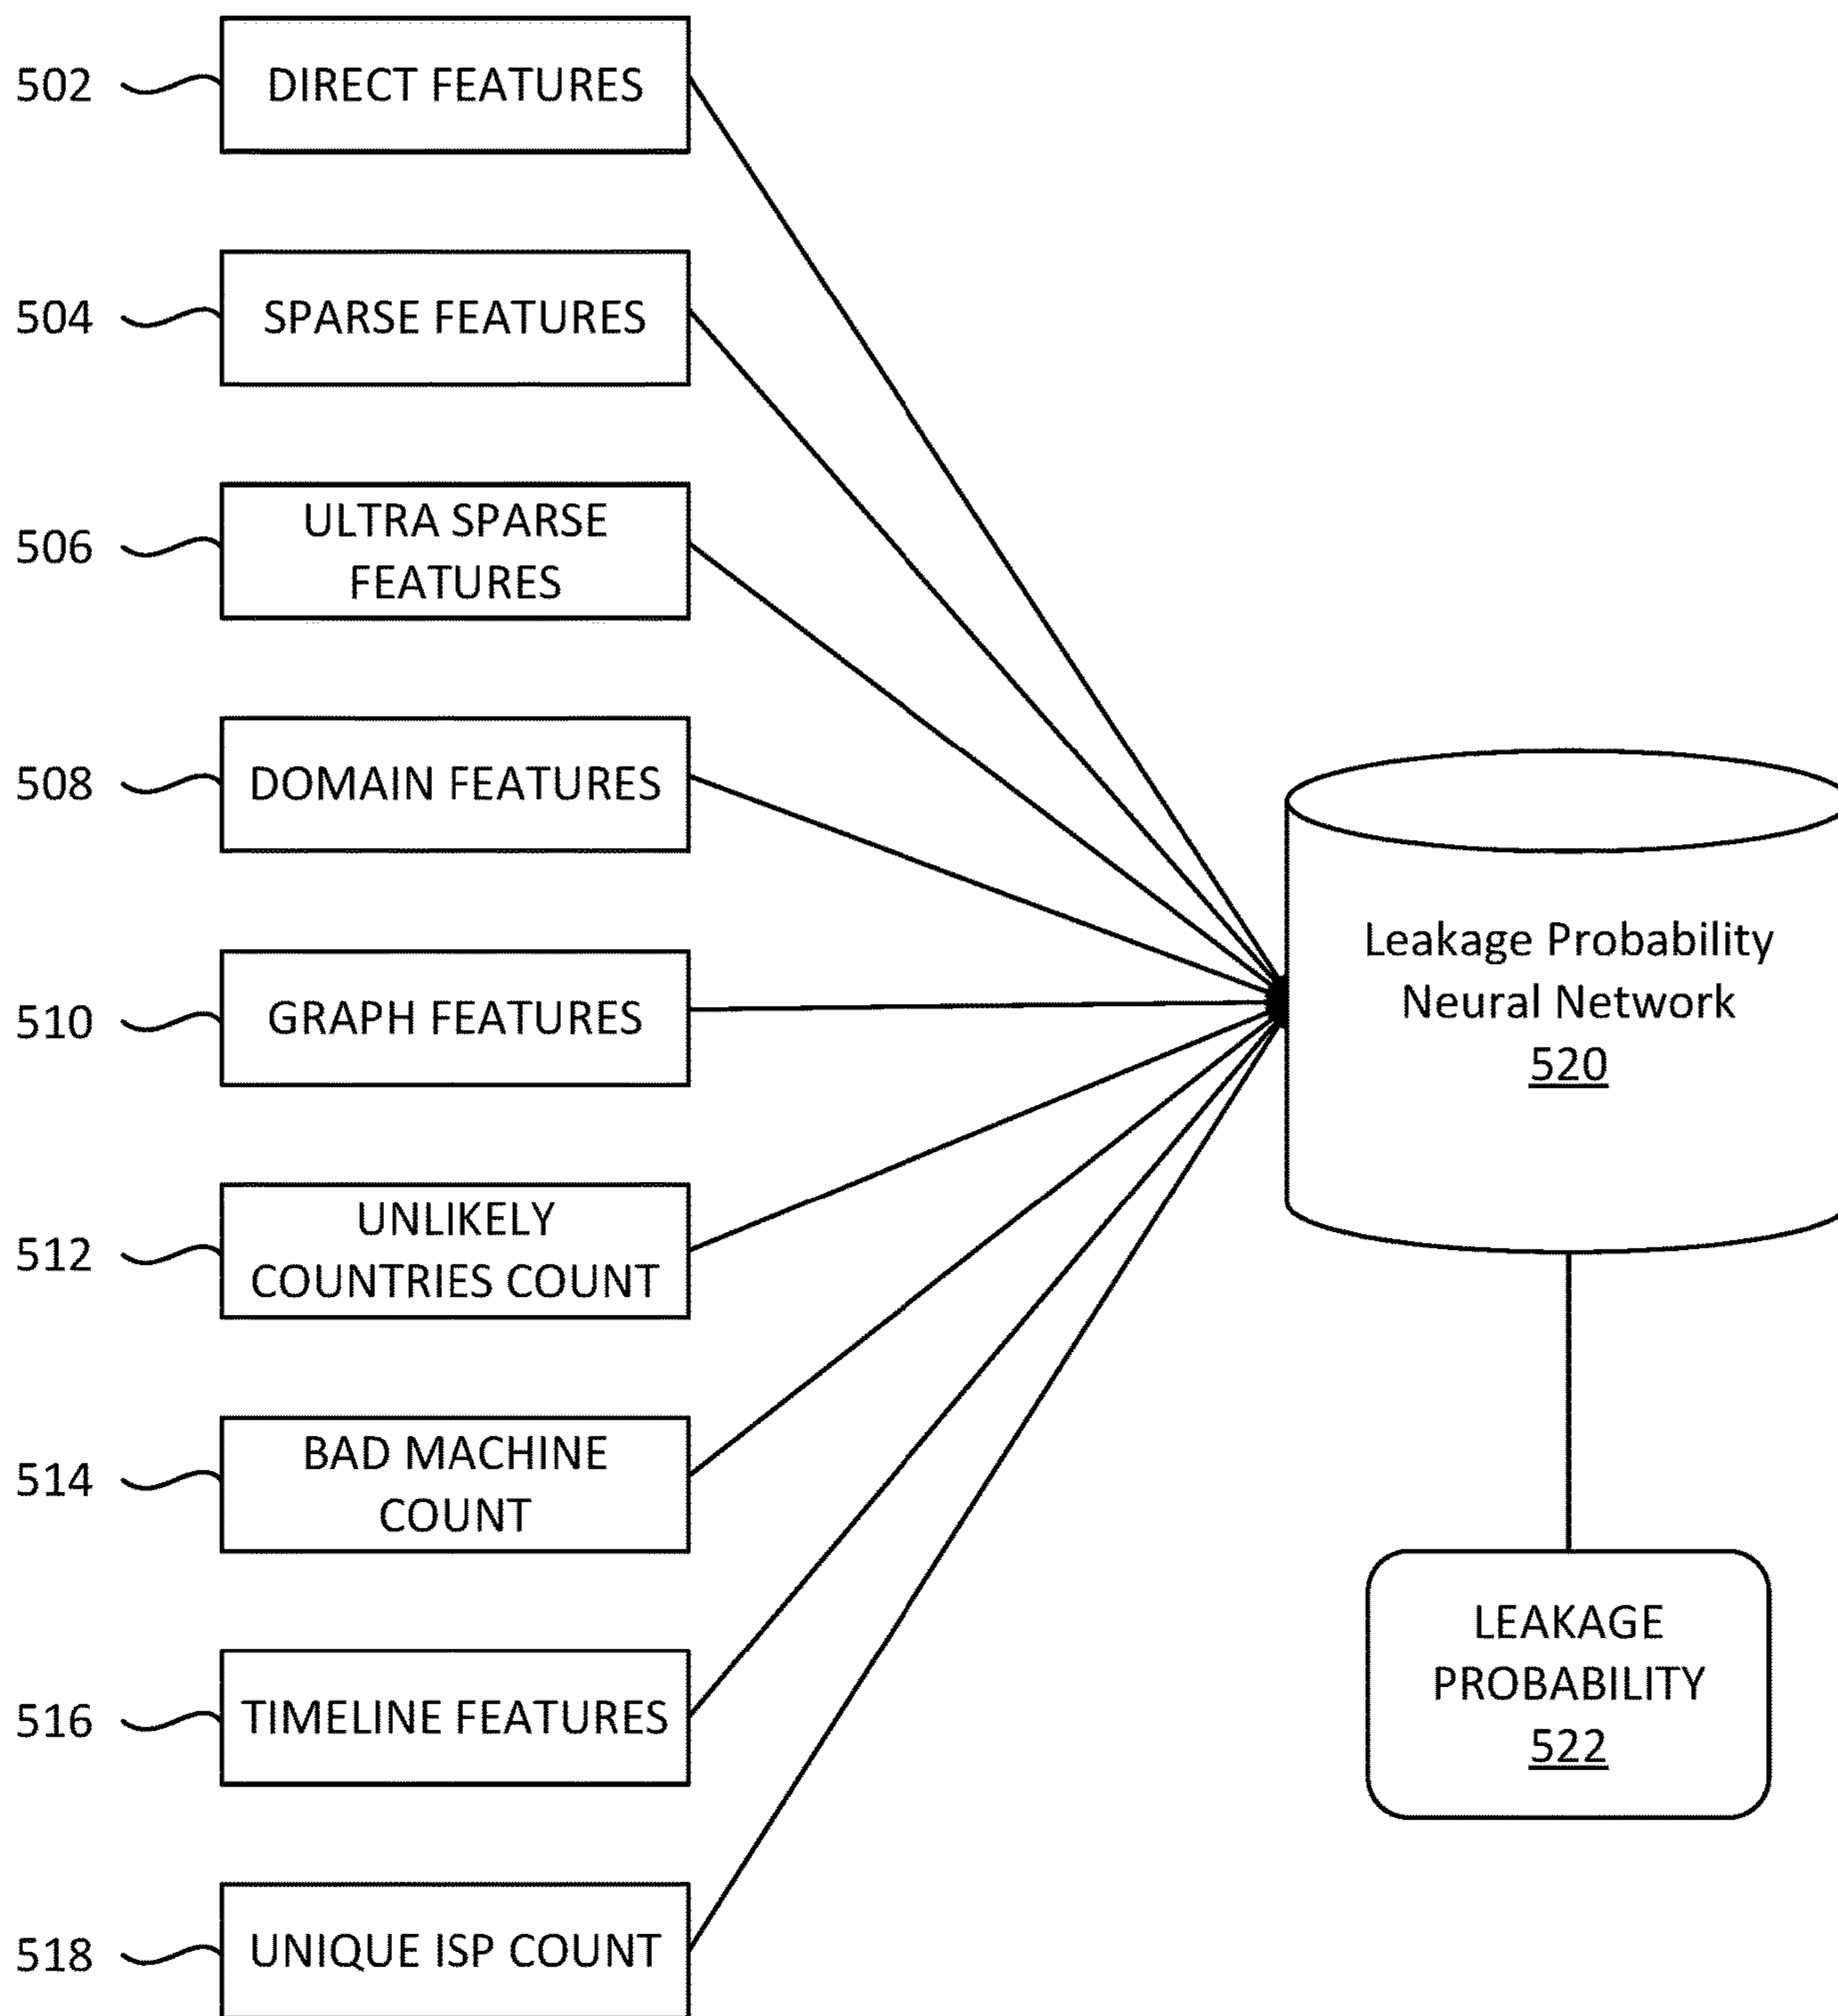 502
DIRECT FEATURES
504
SPARSE FEATURES
506
ULTRA SPARSE
FEATURES
508
DOMAIN FEATURES
510
GRAPH FEATURES
512
UNLIKELY
COUNTRIES COUNT
514
BAD MACHINE
COUNT
516
TIMELINE FEATURES
518
UNIQUE ISP COUNT
Leakage Probability
Neural Network
520
LEAKAGE
PROBABILITY
522